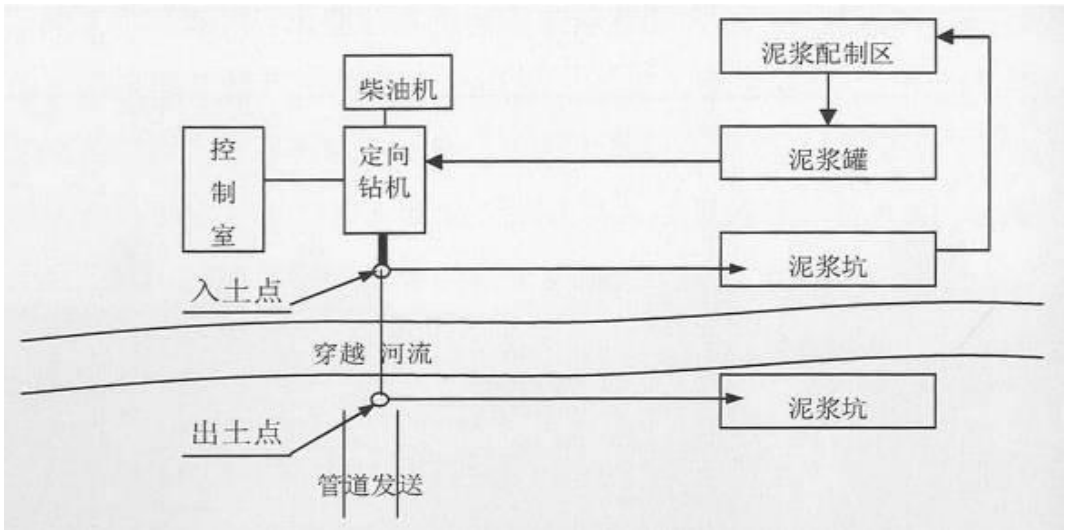 泥浆配制区
柴油机
控制室
定向
钻机
泥浆罐
泥浆坑
入土点
穿越 河流
泥浆坑
出土点
管道发送